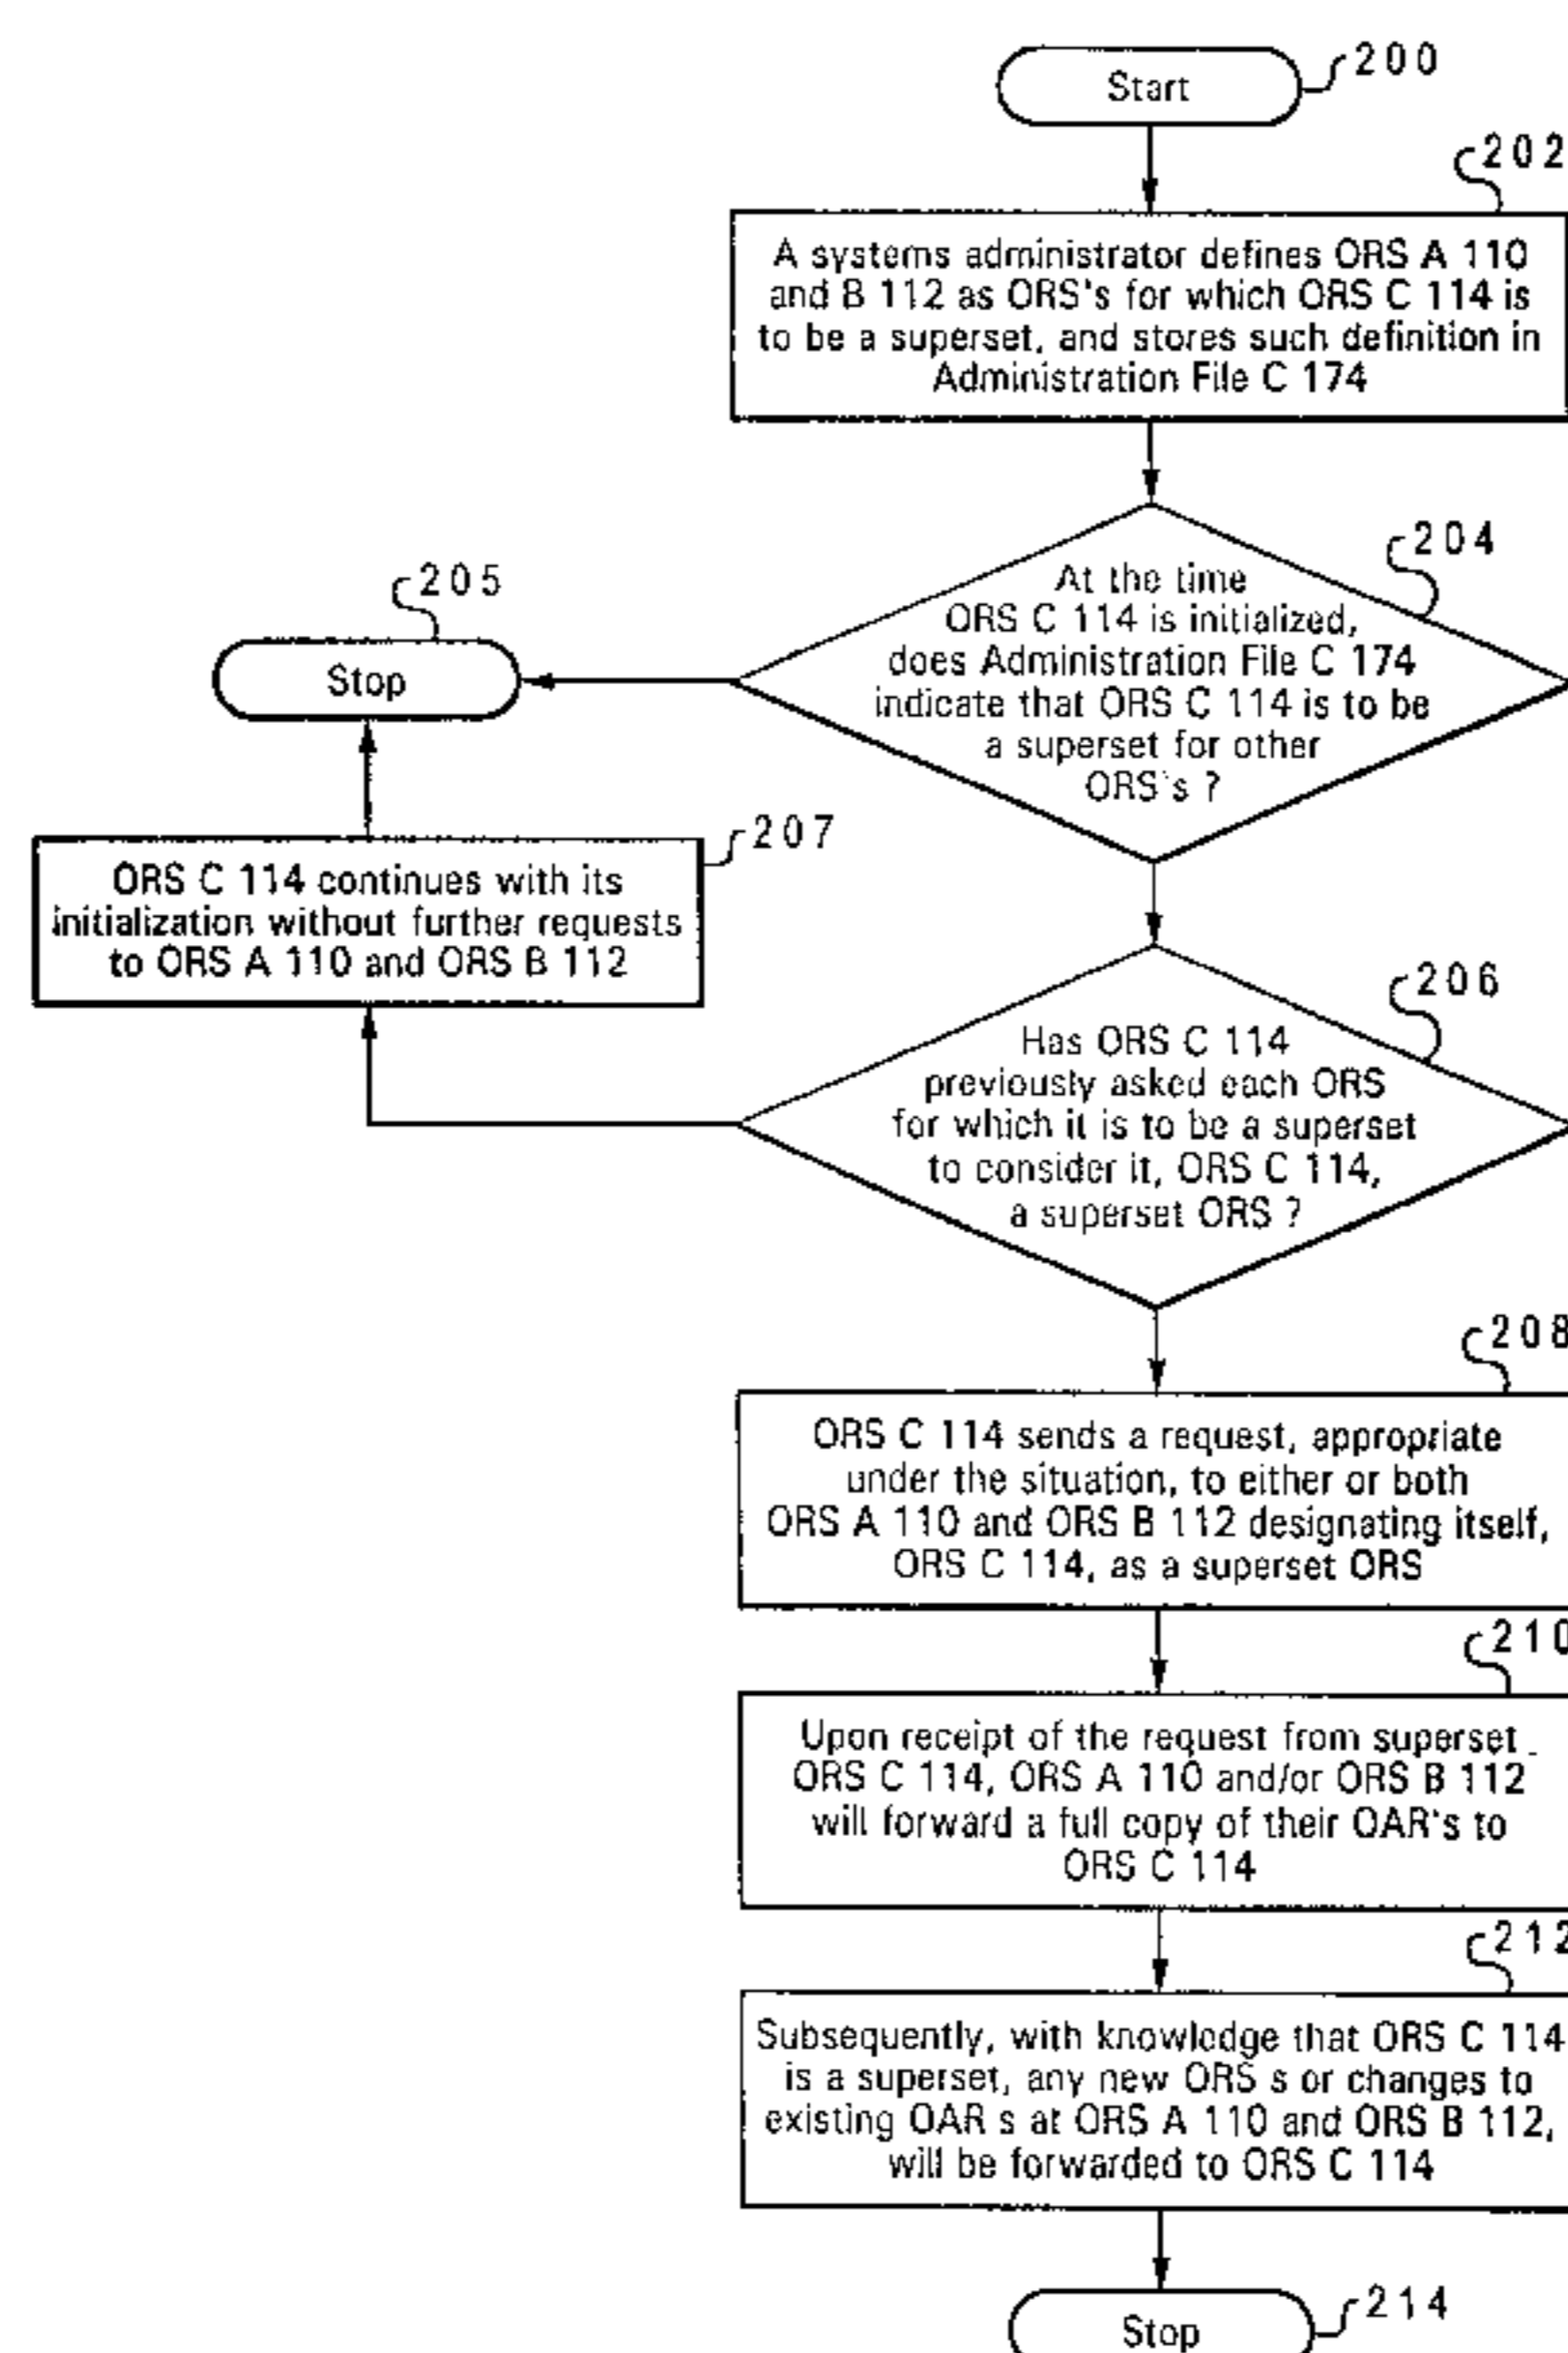 Start
200
202
A systems administrator defines ORS A 110
and B 112 as ORS's for which ORS C 114 is
to be a superset, and stores such definition in
Administration File C 174
204
At the time
ORS C 114 is initialized,
does Administration File C 174
indicate that ORS C 114 is to be
a superset for other
ORS's ?
205
Stop
207
ORS C 114 continues with its
initialization without further requests
to ORS A 110 and ORS B 112
206
Has ORS C 114
previously asked each ORS
for which it is to be a superset
to consider it, ORS C 114,
a superset ORS ?
208
ORS C 114 sends a request, appropriate
under the situation, to either or both
ORS A 110 and ORS B 112 designating itself,
ORS C 114, as a superset ORS
210
Upon receipt of the request from superset
ORS C 114, ORS A 110 and/or ORS B 112
will forward a full copy of their OAR's to
ORS C 114
212
Subsequently, with knowledge that ORS C 114
is a superset, any new ORS s or changes to
existing OAR s at ORS A 110 and ORS B 112,
will be forwarded to ORS C 114
Stop
214